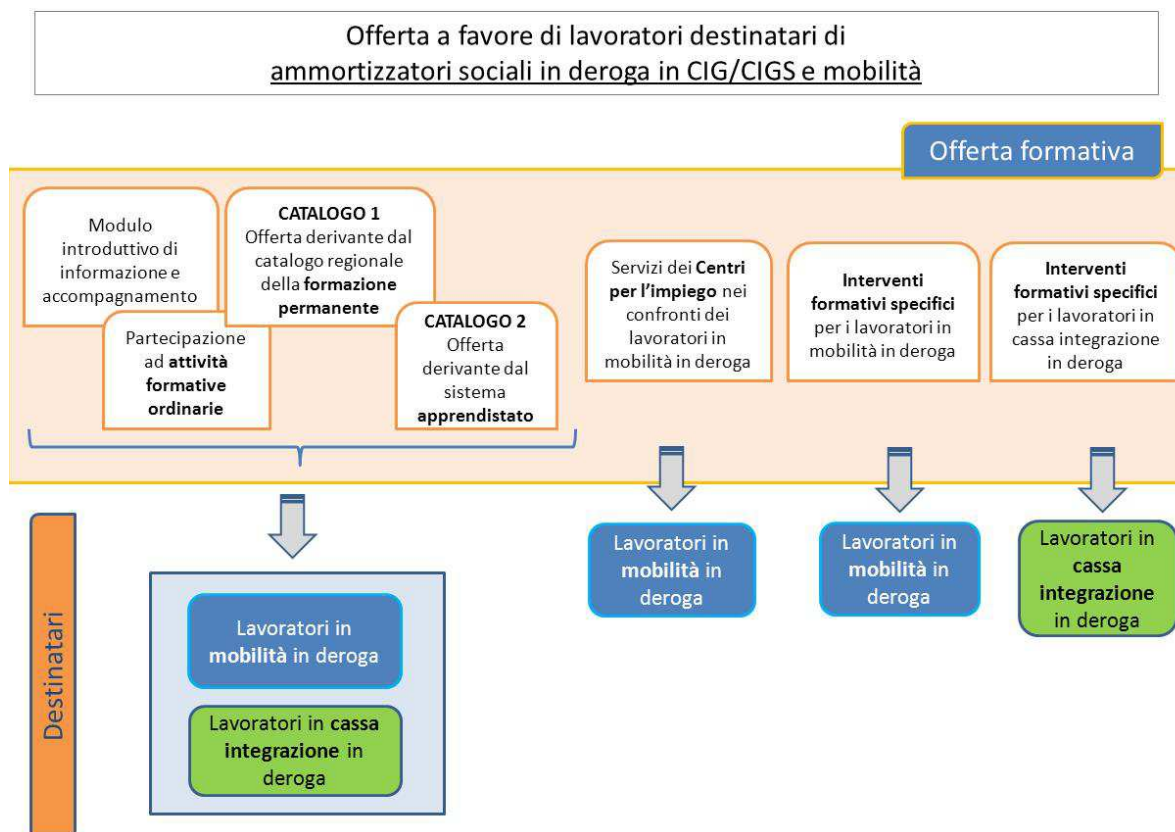 Offerta a favore di lavoratori destinatari di
ammortizzatori sociali in deroga in CIG/CIGS e mobilità
Offerta formativa
Modulo
introduttivo di
informazione e
accompagnamento
Partecipazione
ad attività
formative
ordinarie
CATALOGO 1
Offerta derivante dal
catalogo regionale
della formazione
permanente
CATALOGO 2
Offerta
derivante dal
sistema
apprendistato
Servizi dei Centri
per l’impiego nei
confronti dei
lavoratori in
mobilità in deroga
Interventi
formativi specifici
per i lavoratori in
mobilità in deroga
Interventi
formativi specifici
per i lavoratori in
cassa integrazione
in deroga
Destinatari
Lavoratori in
mobilità in deroga
Lavoratori in cassa
integrazione in
deroga
Lavoratori in
mobilità in
deroga
Lavoratori in
mobilità in
deroga
Lavoratori in
cassa
integrazione
in deroga